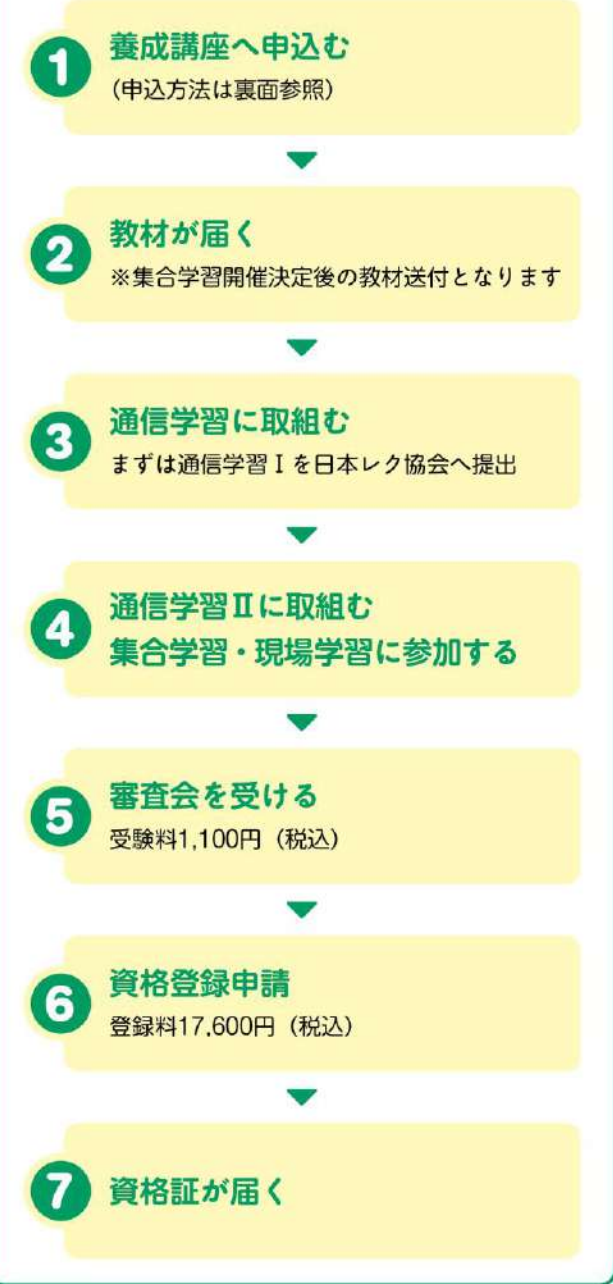 1 養成講座へ申込む
(申込方法は裏面参照)
2 教材が届く
※集合学習開催決定後の教材送付となります
3 通信学習に取組む
まずは通信学習Ⅰを日本レク協会へ提出
4 通信学習Ⅱに取組む
集合学習・現場学習に参加する
5 審査会を受ける
受験料1,100円（税込）
6 資格登録申請
登録料17,600円（税込）
7 資格証が届く